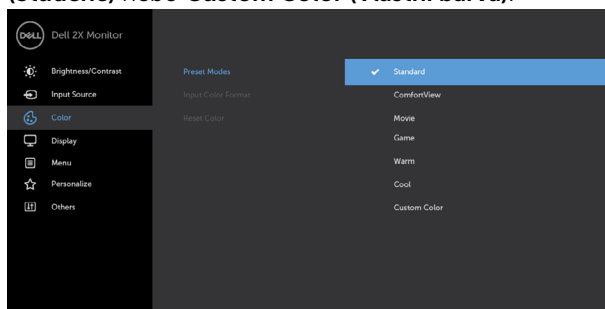 (Studené) nebo Custom Color (Vlastní barva).
DELL Dell 2X Monitor
Brightness/Contrast Preset Modes Standard
Input Source Input Color Format ComfortView
Color Reset Color Movie
Display Game
Menu Warm
Personalize Cool
Others Custom Color